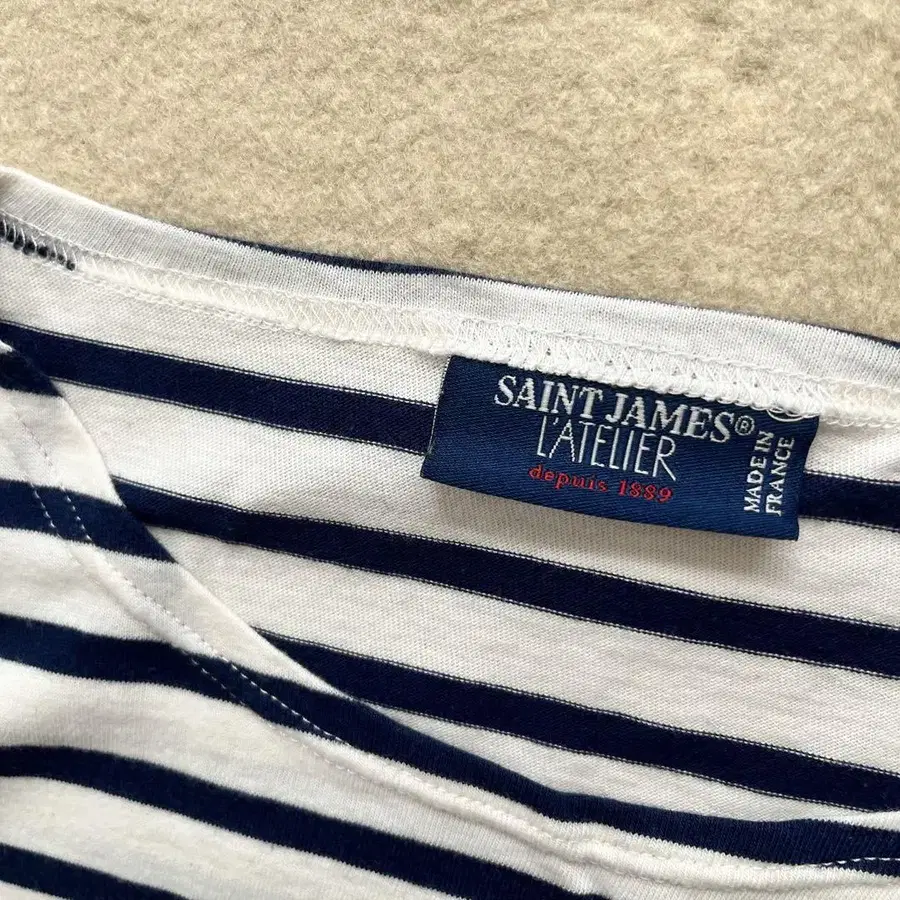 SAINT JAMES®
L'ATELIER
depuis 1889
MADE IN
FRANCE